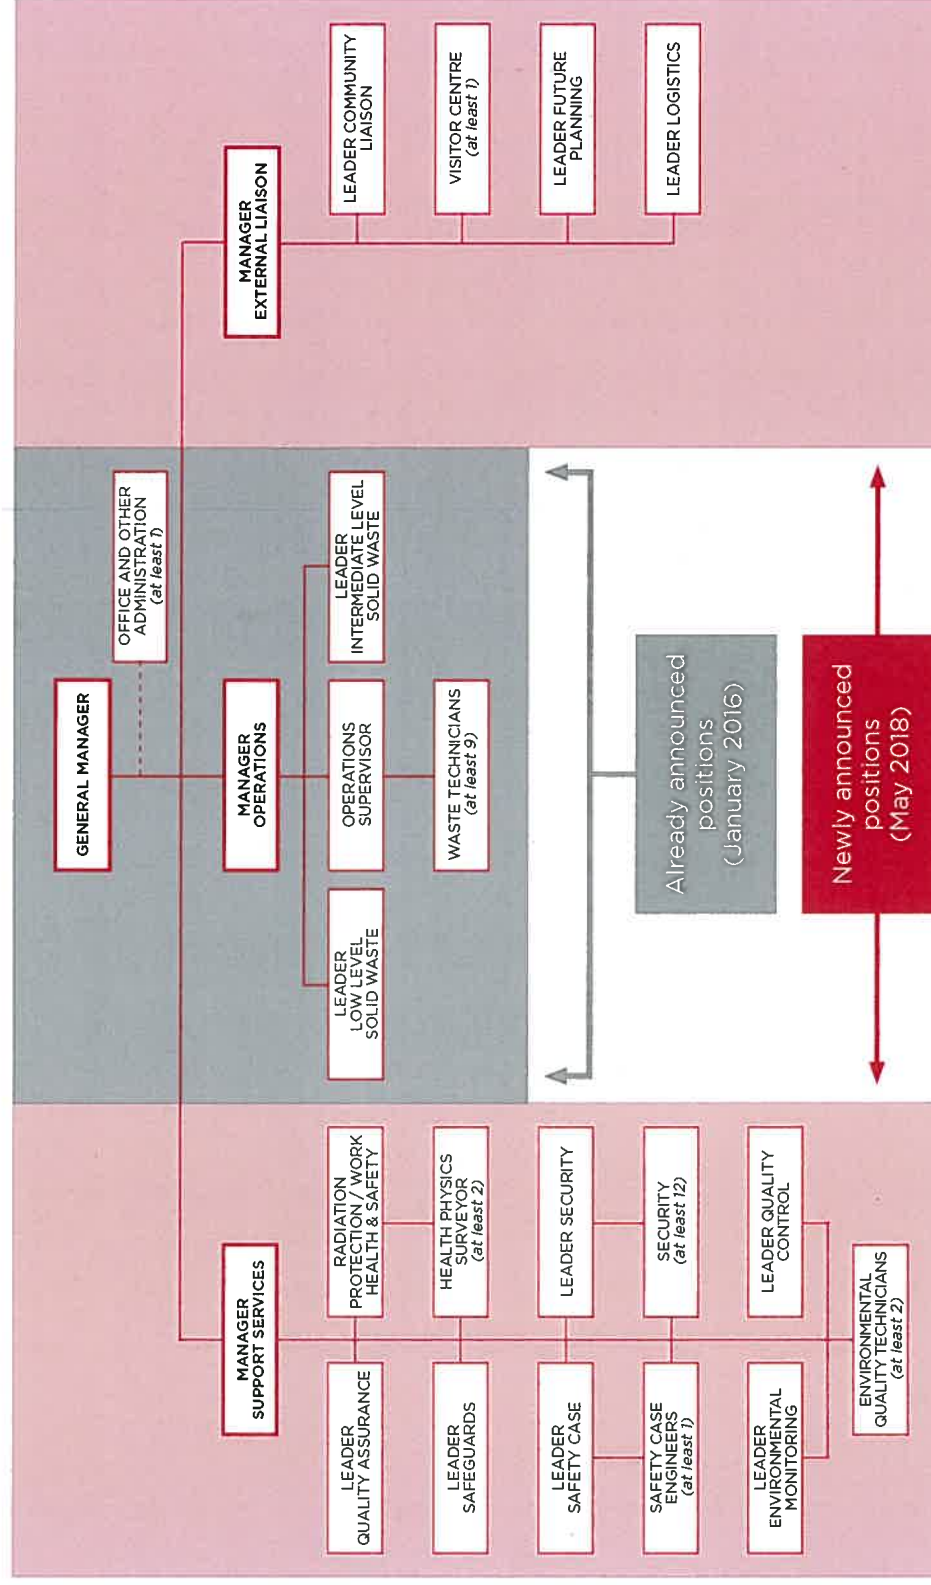 GENERAL MANAGER
OFFICE AND OTHER
ADMINISTRATION
(at least 1)
MANAGER
SUPPORT SERVICES
MANAGER
OPERATIONS
MANAGER
EXTERNAL LIAISON
LEADER
QUALITY ASSURANCE
RADIATION
PROTECTION / WORK
HEALTH & SAFETY
LEADER
SAFEGUARDS
HEALTH PHYSICS
SURVEYOR
(at least 2)
LEADER
SAFETY CASE
LEADER SECURITY
SAFETY CASE
ENGINEERS
(at least 1)
SECURITY
(at least 12)
LEADER
ENVIRONMENTAL
MONITORING
LEADER QUALITY
CONTROL
ENVIRONMENTAL
QUALITY TECHNICIANS
(at least 2)
LEADER
LOW LEVEL
SOLID WASTE
OPERATIONS
SUPERVISOR
LEADER
INTERMEDIATE LEVEL
SOLID WASTE
WASTE TECHNICIANS
(at least 9)
LEADER COMMUNITY
LIAISON
VISITOR CENTRE
(at least 1)
LEADER FUTURE
PLANNING
LEADER LOGISTICS
Already announced
positions
(January 2016)
Newly announced
positions
(May 2018)